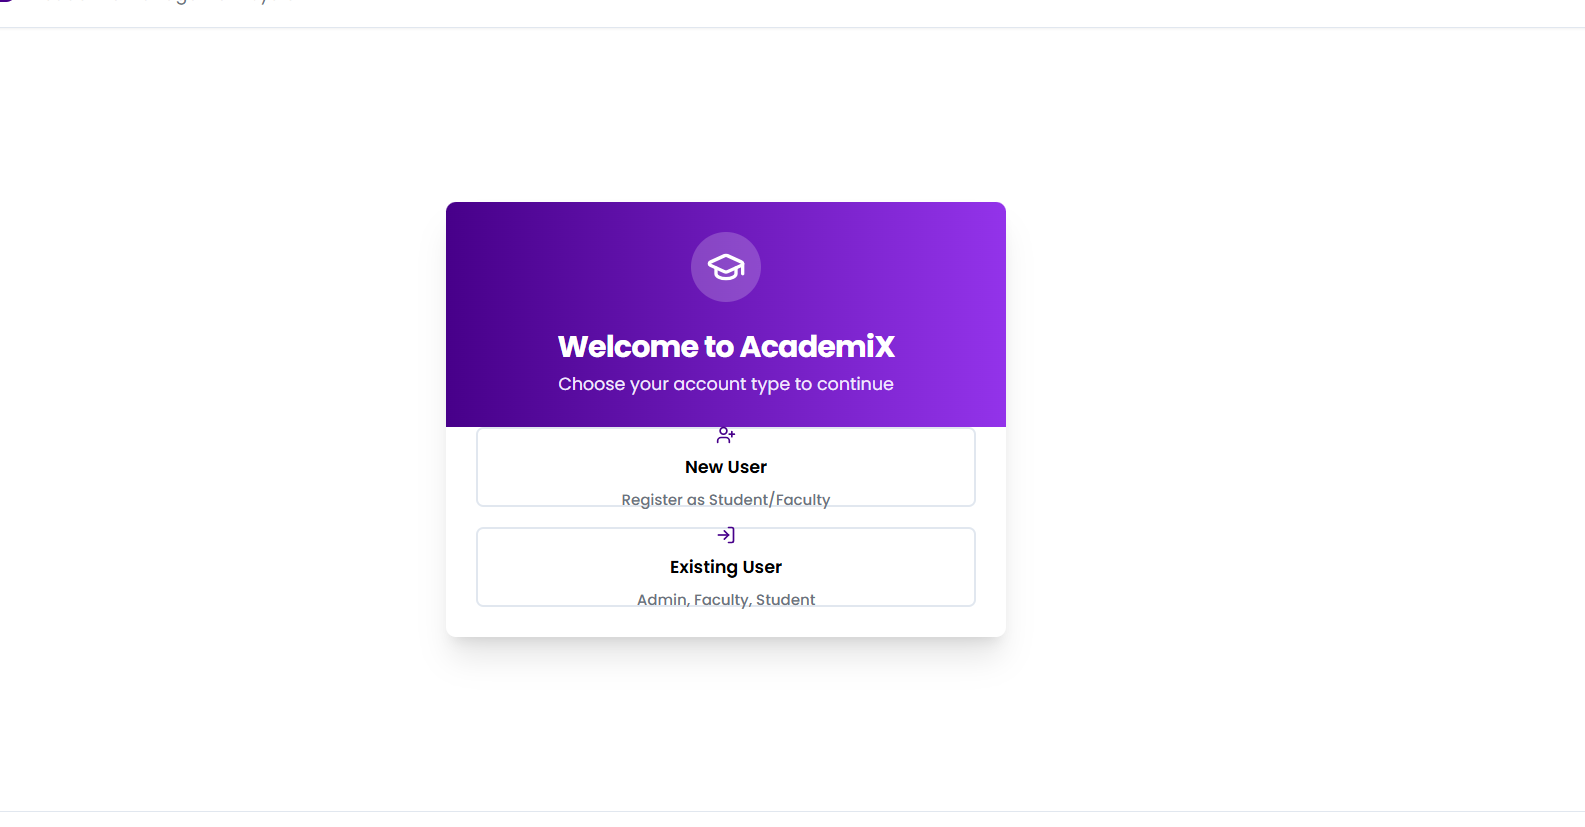 Welcome to AcademiX
Choose your account type to continue
New User
Register as Student/Faculty
Existing User
Admin, Faculty, Student